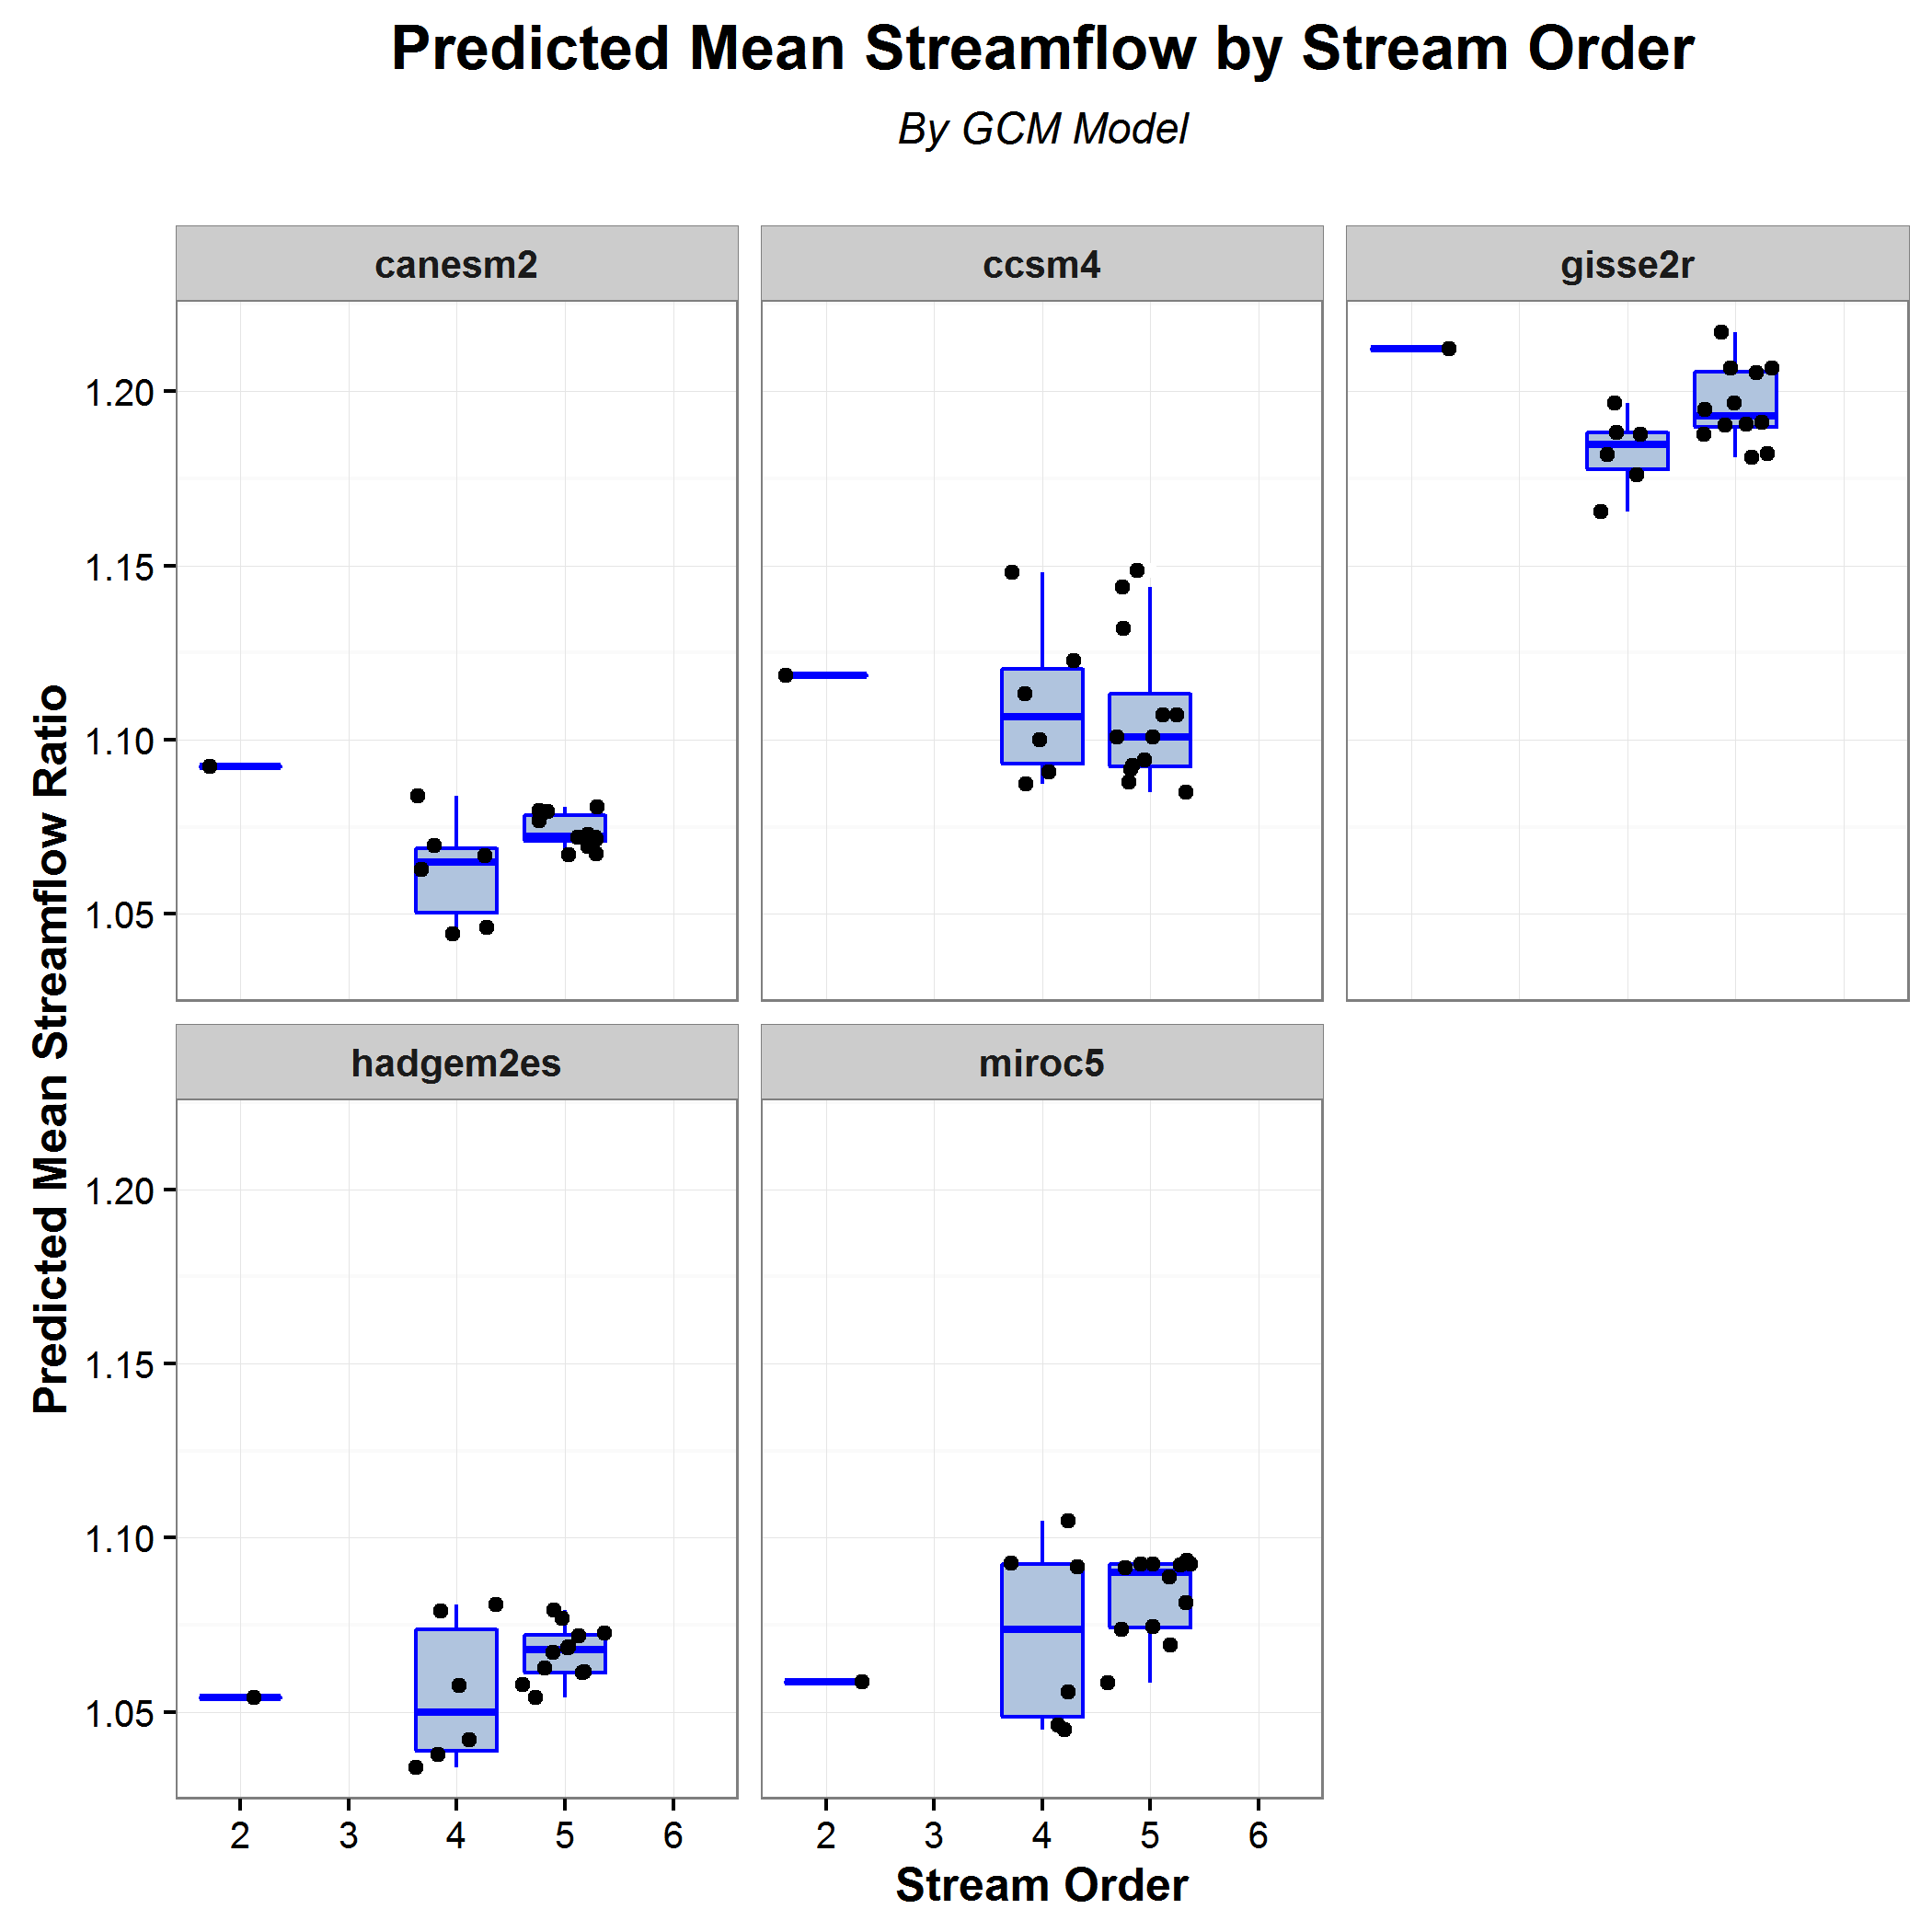 Predicted Mean Streamflow by Stream Order
By GCM Model
canesm2
ccsm4
gisse2r
1.20
1.15
1.10
1.05
Predicted Mean Streamflow Ratio
hadgem2es
miroc5
1.20
1.15
1.10
1.05
2 3 4 5 6
2 3 4 5 6
Stream Order